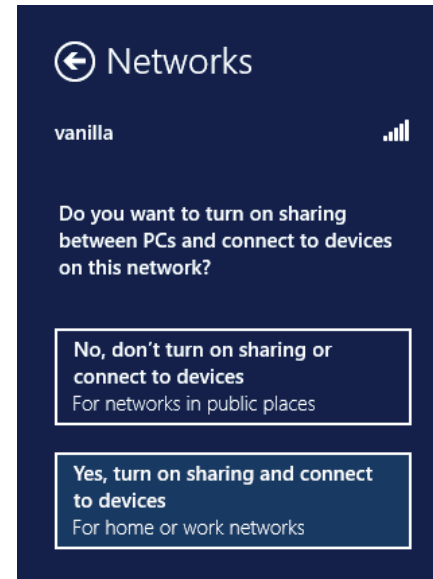 Networks
vanilla
Do you want to turn on sharing
between PCs and connect to devices
on this network?
No, don't turn on sharing or
connect to devices
For networks in public places
Yes, turn on sharing and connect
to devices
For home or work networks